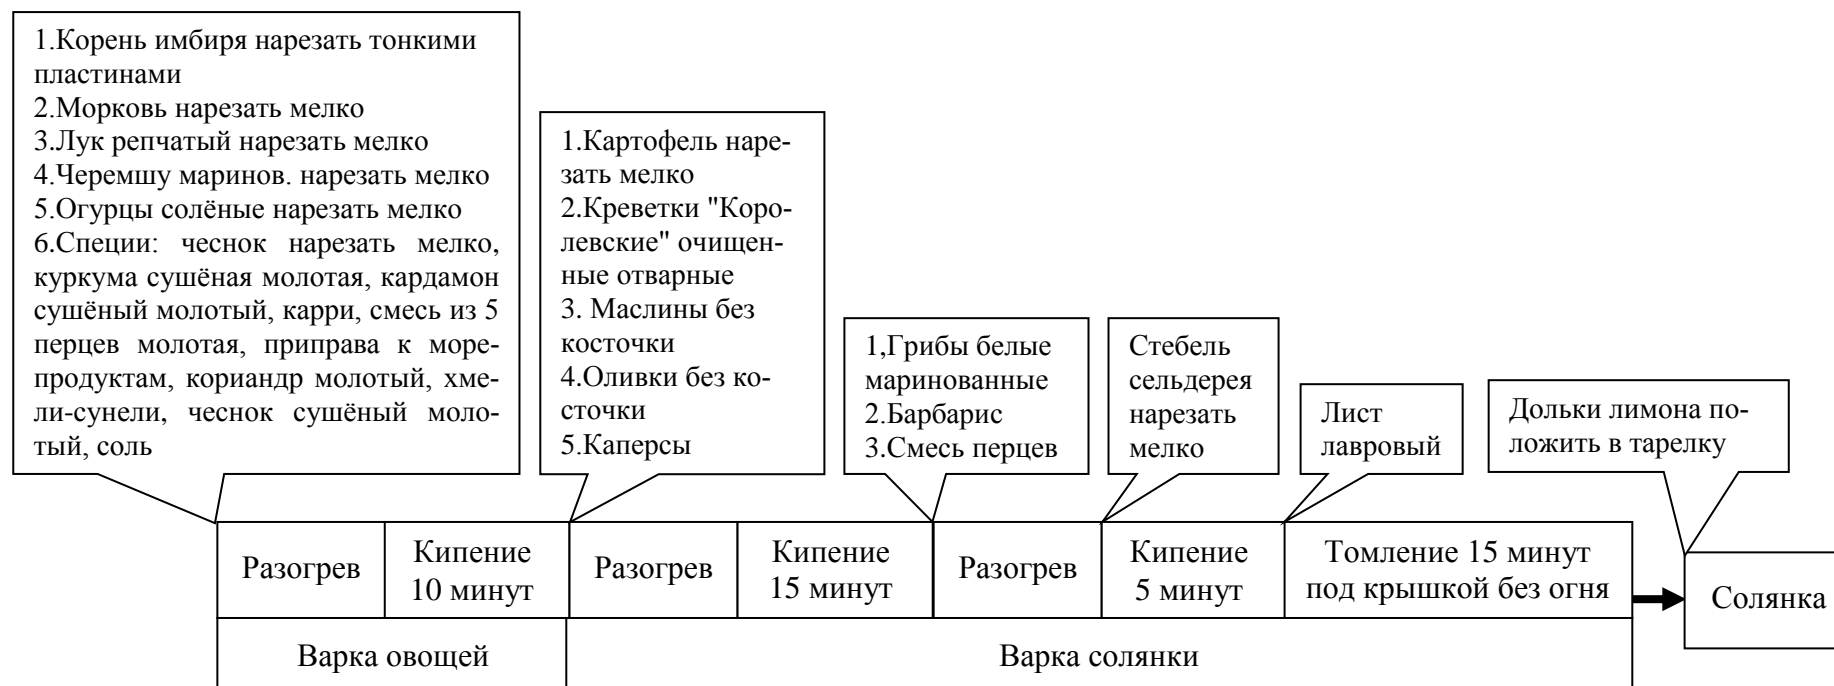 1.Корень имбиря нарезать тонкими
пластинами
2.Морковь нарезать мелко
3.Лук репчатый нарезать мелко
4.Черемшу маринов. нарезать мелко
5.Огурцы солёные нарезать мелко
6.Специи: чеснок нарезать мелко,
куркума сушёная молотая, кардамон
сушёный молотый, карри, смесь из 5
перцев молотая, приправа к море-
продуктам, кориандр молотый, хме-
ли-сунели, чеснок сушёный моло-
тый, соль
1.Картофель наре-
зать мелко
2.Креветки "Коро-
левские" очищен-
ные отварные
3. Маслины без
косточки
4.Оливки без ко-
сточки
5.Каперсы
1,Грибы белые
маринованные
2.Барбарис
3.Смесь перцев
Стебель
сельдерея
нарезать
мелко
Лист
лавровый
Дольки лимона по-
ложить в тарелку
Разогрев
Кипение
10 минут
Разогрев
Кипение
15 минут
Разогрев
Кипение
5 минут
Томление 15 минут
под крышкой без огня
Солянка
Варка овощей
Варка солянки